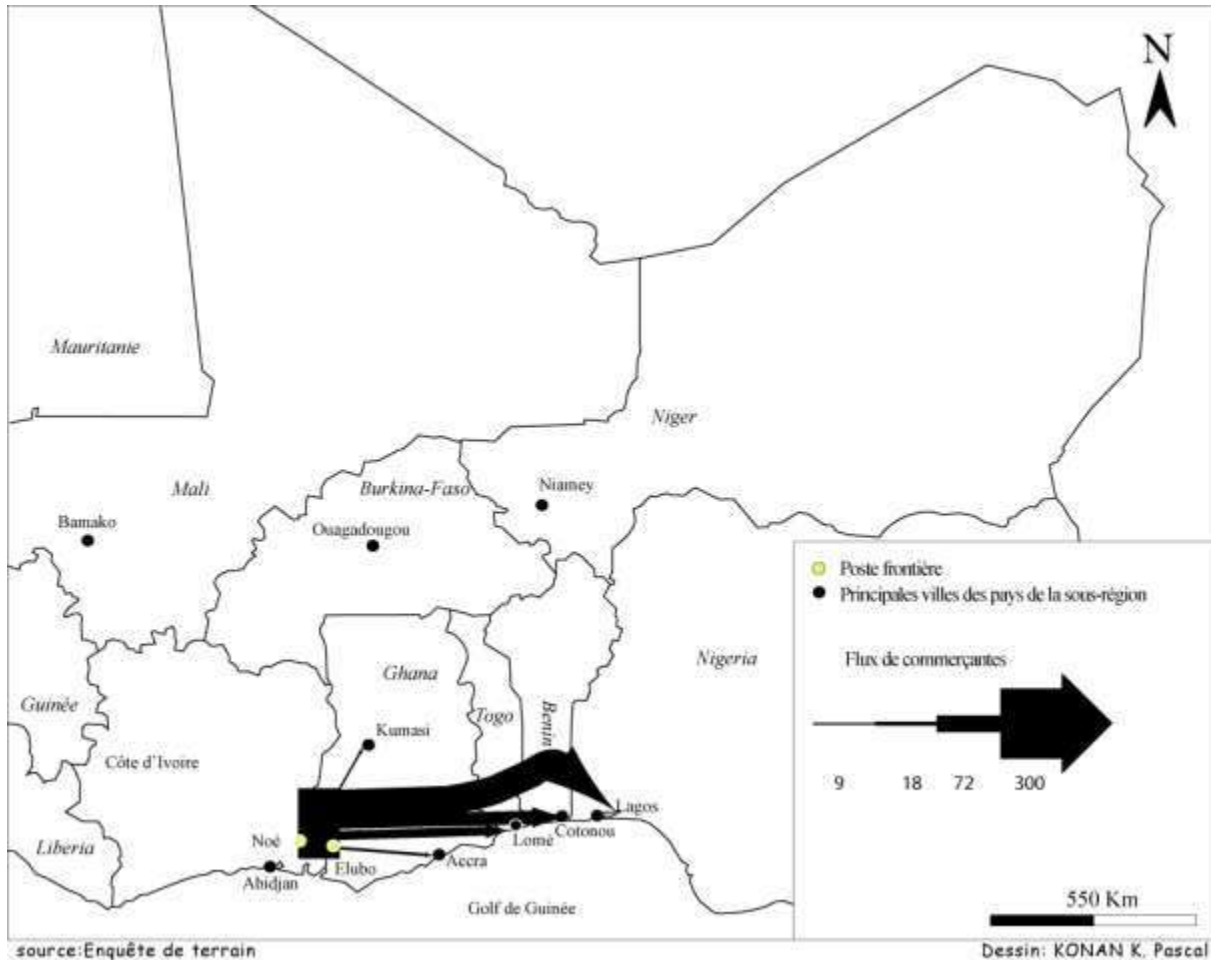 N
Mauritanie
Niger
Mali
Burkina-Faso
Niamey
Bamako
Ouagadougou
Poste frontière
Principales villes des pays de la sous-région
Flux de commerçantes
9 18 72 300
550 Km
Nigeria
Ghana
Guinée
Togo
Benin
Kumasi
Côte d'Ivoire
Lagos
Cotonou
Lomé
Noé
Liberia
Elubo
Accra
Abidjan
Golf de Guinée
source:Enquête de terrain
Dessin: KONAN K. Pascal